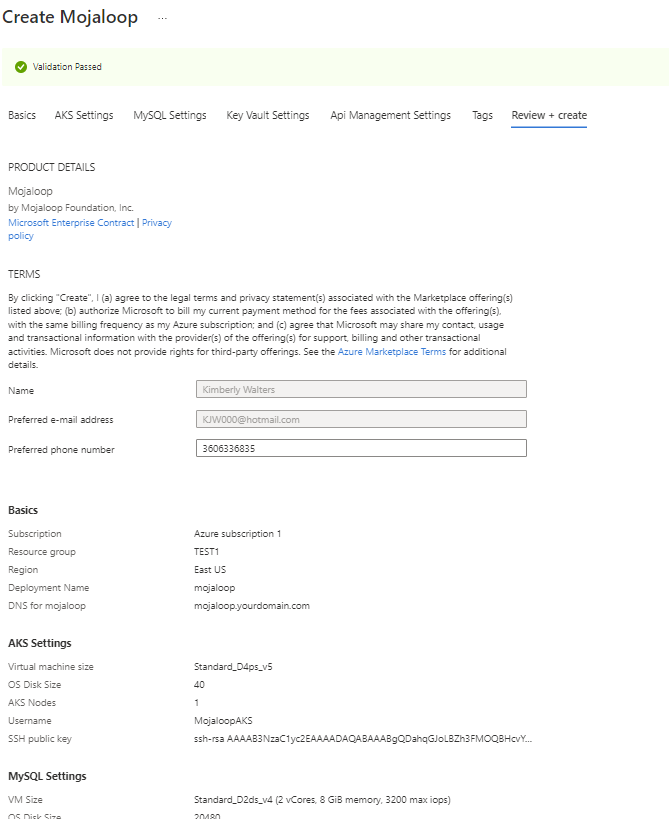 Create Mojaloop ...
Validation Passed
Basics AKS Settings MySQL Settings Key Vault Settings Api Management Settings Tags Review + create
PRODUCT DETAILS
Mojaloop
by Mojaloop Foundation, Inc.
Microsoft Enterprise Contract | Privacy
policy
TERMS
By clicking "Create", I (a) agree to the legal terms and privacy statement(s) associated with the Marketplace offering(s)
listed above; (b) authorize Microsoft to bill my current payment method for the fees associated with the offering(s),
with the same billing frequency as my Azure subscription; and (c) agree that Microsoft may share my contact, usage
and transactional information with the provider(s) of the offering(s) for support, billing and other transactional
activities. Microsoft does not provide rights for third-party offerings. See the Azure Marketplace Terms for additional
details.
Name Kimberly Walters
Preferred e-mail address KJW000@hotmail.com
Preferred phone number 3606336835
Basics
Subscription Azure subscription 1
Resource group TEST1
Region East US
Deployment Name mojaloop
DNS for mojaloop mojaloop.yourdomain.com
AKS Settings
Virtual machine size Standard_D4ps_v5
OS Disk Size 40
AKS Nodes 1
Username MojaloopAKS
SSH public key ssh-rsa AAAAB3NzaC1yc2EAAAADAQABAAABgQDahqGJoLBZh3FMOQBHcvY...
MySQL Settings
VM Size Standard_D2ds_v4 (2 vCores, 8 GiB memory, 3200 max iops)
OS Disk Size 20480